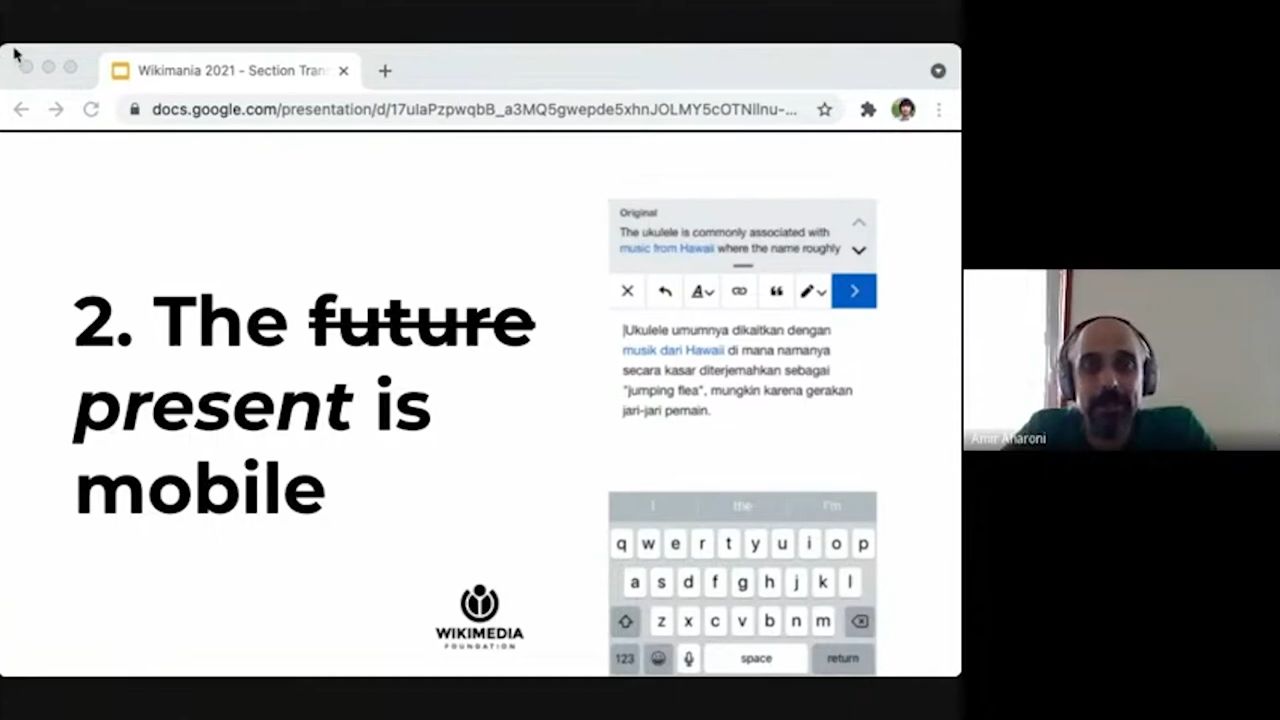 Wikimania 2021 - Section Tran
docs.google.com/presentation/d/17ulaPzpwqbB_a3MQ5gwepde5xhnJOLMY5cOTNllnu-...
2. The future
present is
mobile
WIKIMEDIA
FOUNDATION
Original
The ukulele is commonly associated with
music from Hawaii where the name roughly
Ukulele umumnya dikaitkan dengan
musik dari Hawaii di mana namanya
secara kasar diterjemahkan sebagai
"jumping flea", mungkin karena gerakan
jari-jari pemain.
I the I'm
q w e r t y u i o p
a s d f g h j k l
z x c v b n m
123 space return
Amir Aharoni